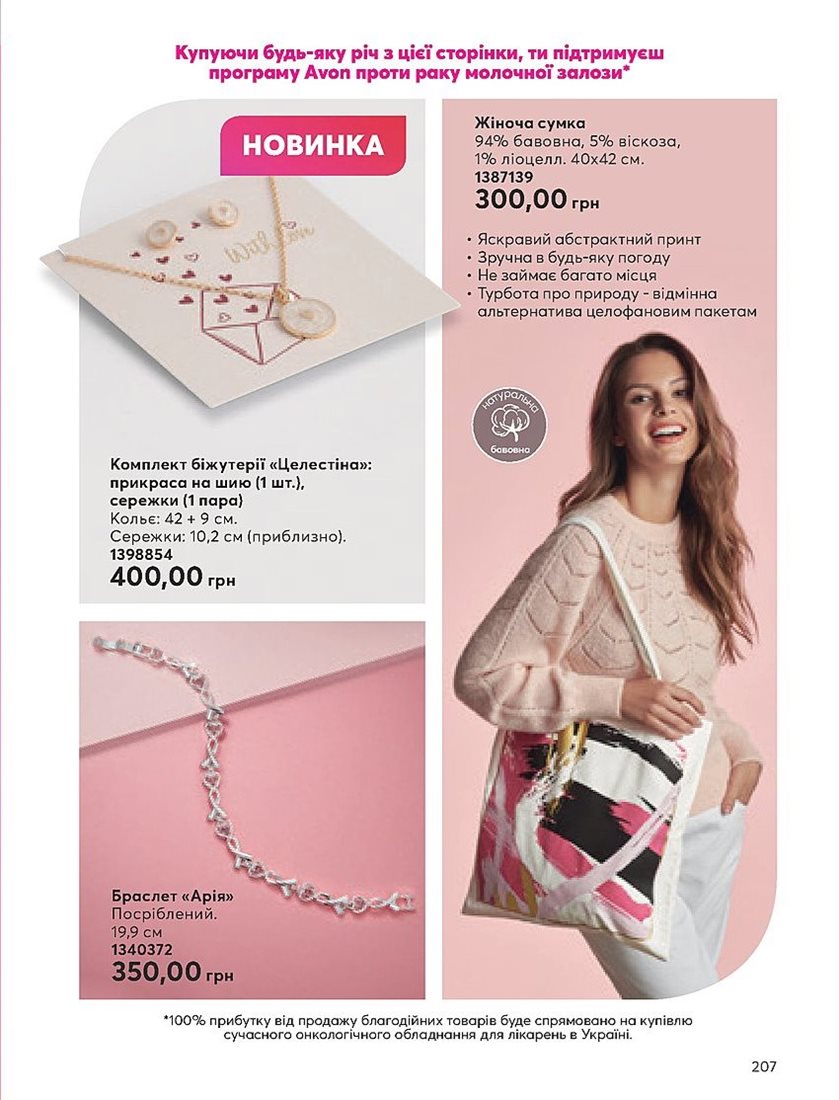 Купуючи будь-яку річ з цієї сторінки, ти підтримуєш
програму Avon проти раку молочної залози*
НОВИНКА
With Love
Комплект біжутерії «Целестіна»:
прикраса на шию (1 шт.),
сережки (1 пара)
Кольє: 42 + 9 см.
Сережки: 10,2 см (приблизно).
1398854
400,00 грн
Жіноча сумка
94% бавовна, 5% віскоза,
1% ліоцелл. 40х42 см.
1387139
300,00 грн
• Яскравий абстрактний принт
• Зручна в будь-яку погоду
• Не займає багато місця
• Турбота про природу - відмінна
альтернатива целофановим пакетам
натуральна
бавовна
Браслет «Арія»
Посріблений.
19,9 см
1340372
350,00 грн
*100% прибутку від продажу благодійних товарів буде спрямовано на купівлю
сучасного онкологічного обладнання для лікарень в Україні.
207